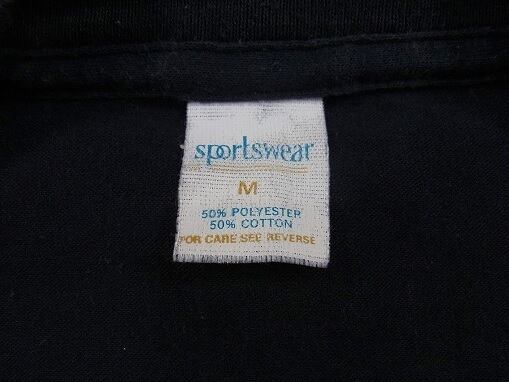 sportswear
M
50% POLYESTER
50% COTTON
FOR CARE SEE REVERSE